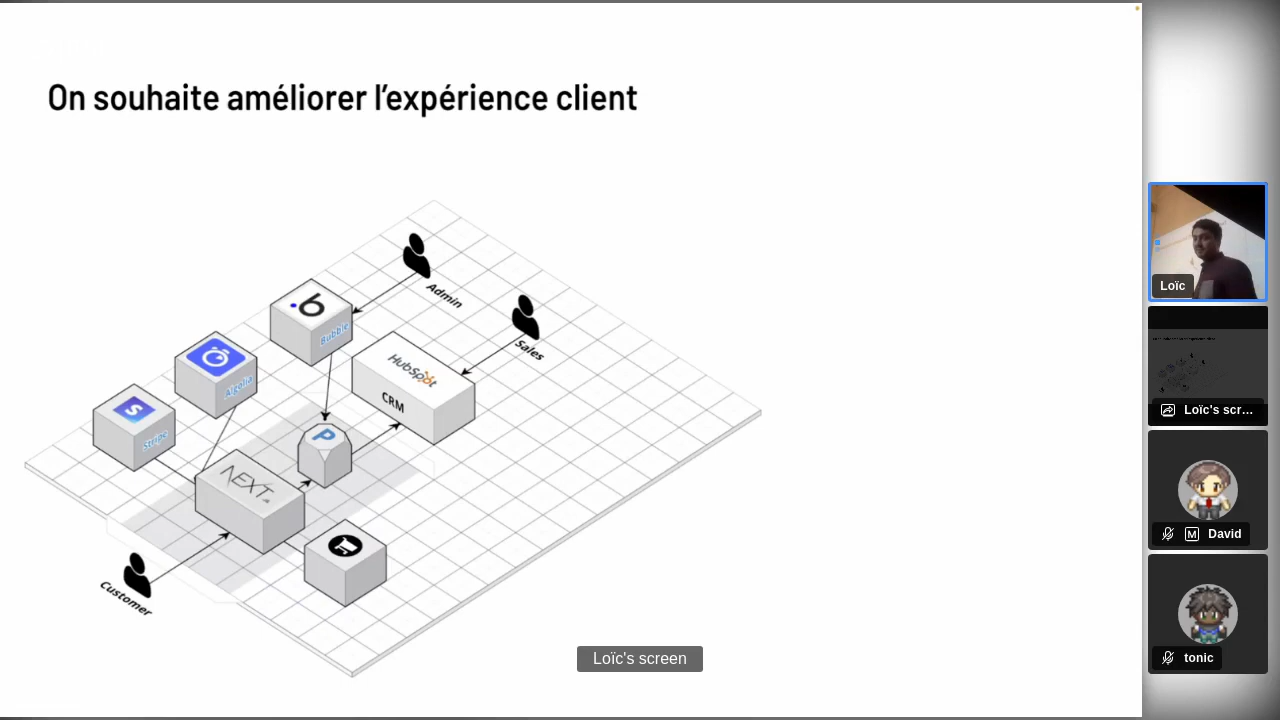 On souhaite améliorer l'expérience client
Admin
b
Bubble
Sales
Algolia
HubSpot
CRM
S
Stripe
P
NEXT
.JS
Customer
Loïc's screen
Loïc
Loïc's scr...
M David
tonic